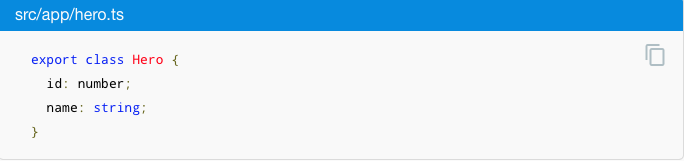 src/app/hero.ts
export class Hero {
  id: number;
  name: string;
}